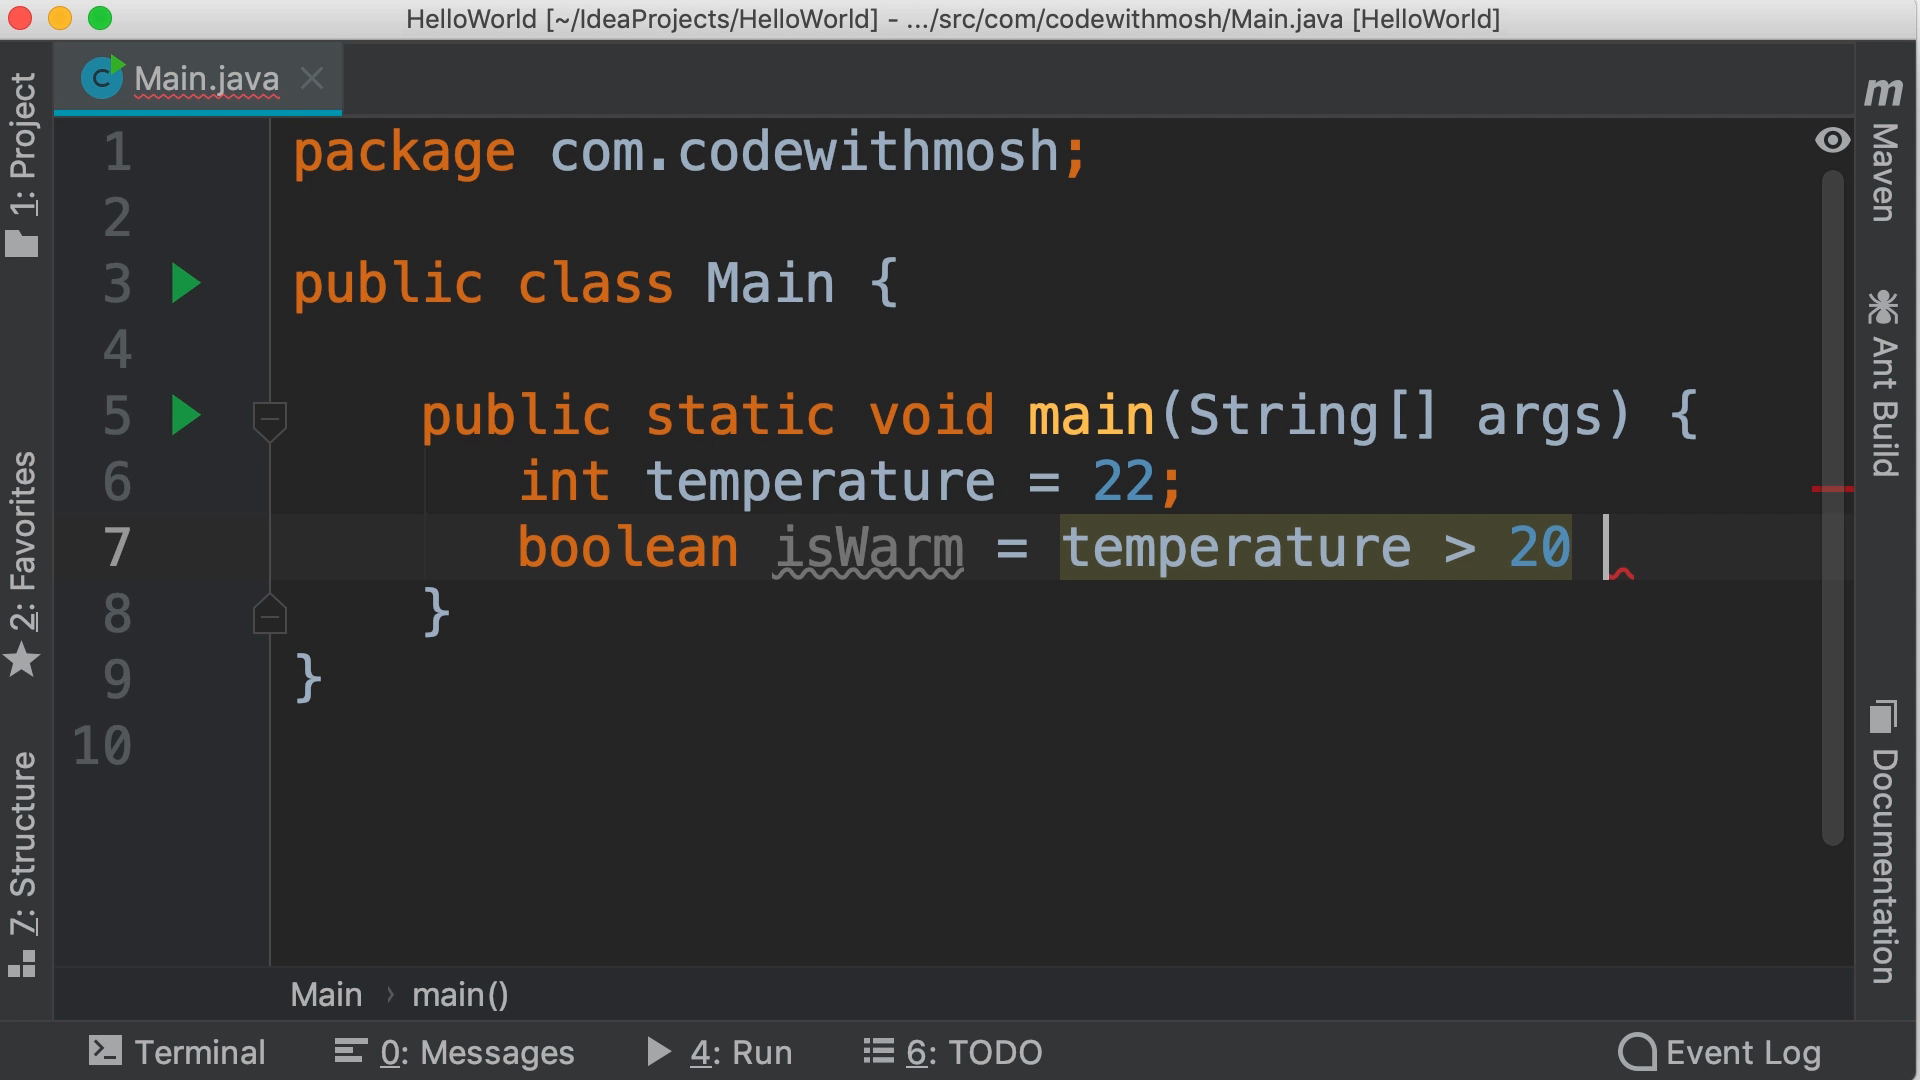 HelloWorld [~/IdeaProjects/HelloWorld] - .../src/com/codewithmosh/Main.java [HelloWorld]
Main.java
1 package com.codewithmosh;
2
3 public class Main {
4
5 public static void main(String[] args) {
6 int temperature = 22;
7 boolean isWarm = temperature > 20
8 }
9 }
10
Main › main()
1: Project
2: Favorites
7: Structure
m Maven
Ant Build
Documentation
Terminal 0: Messages 4: Run 6: TODO Event Log